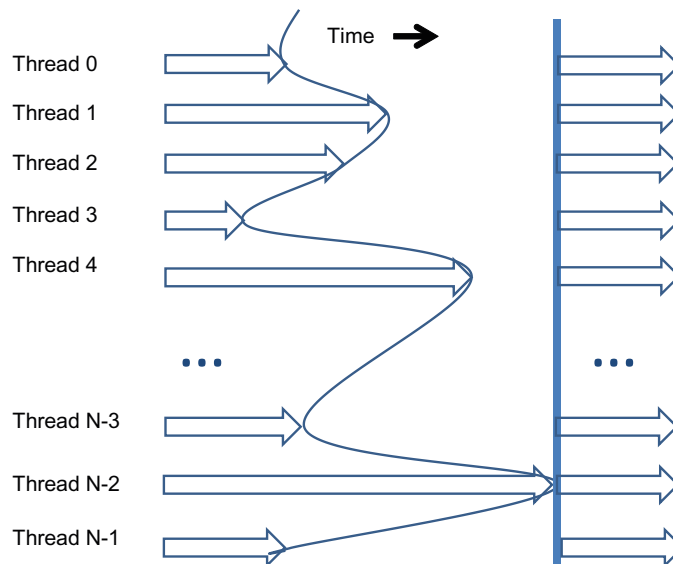 Time
Thread 0
Thread 1
Thread 2
Thread 3
Thread 4
... ...
Thread N-3
Thread N-2
Thread N-1